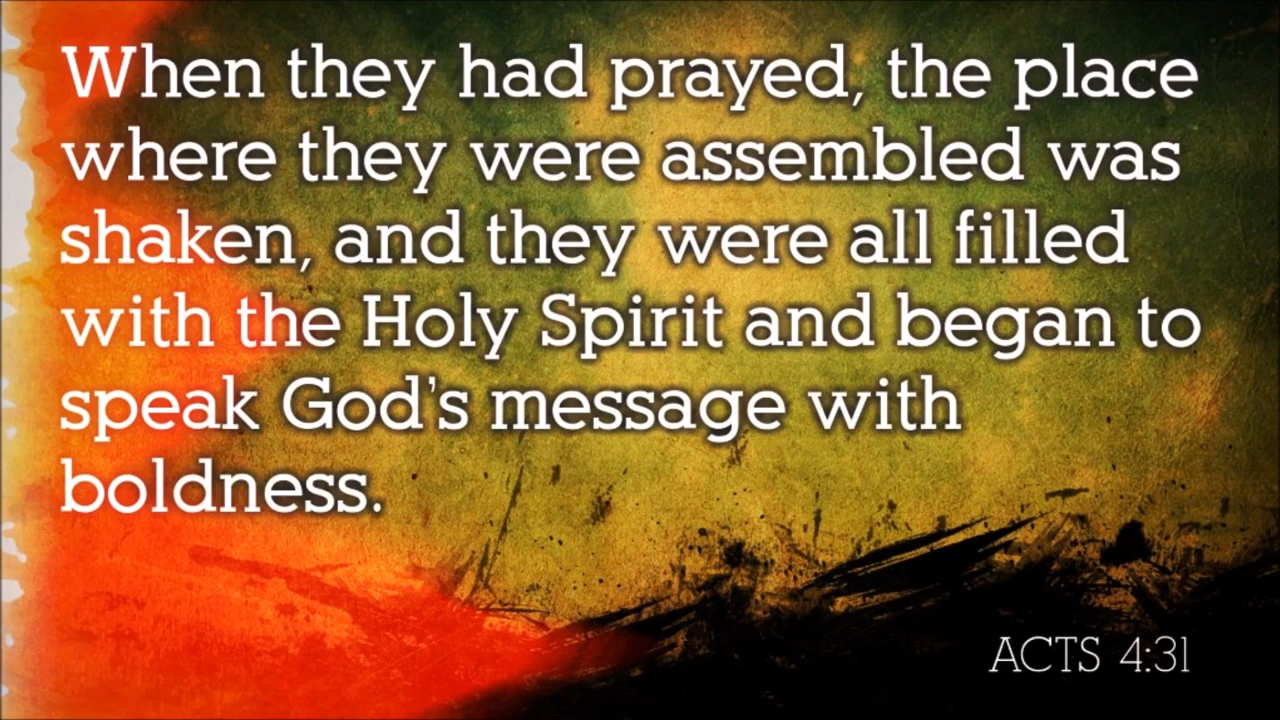 When they had prayed, the place
where they were assembled was
shaken, and they were all filled
with the Holy Spirit and began to
speak God's message with
boldness.
ACTS 4:31